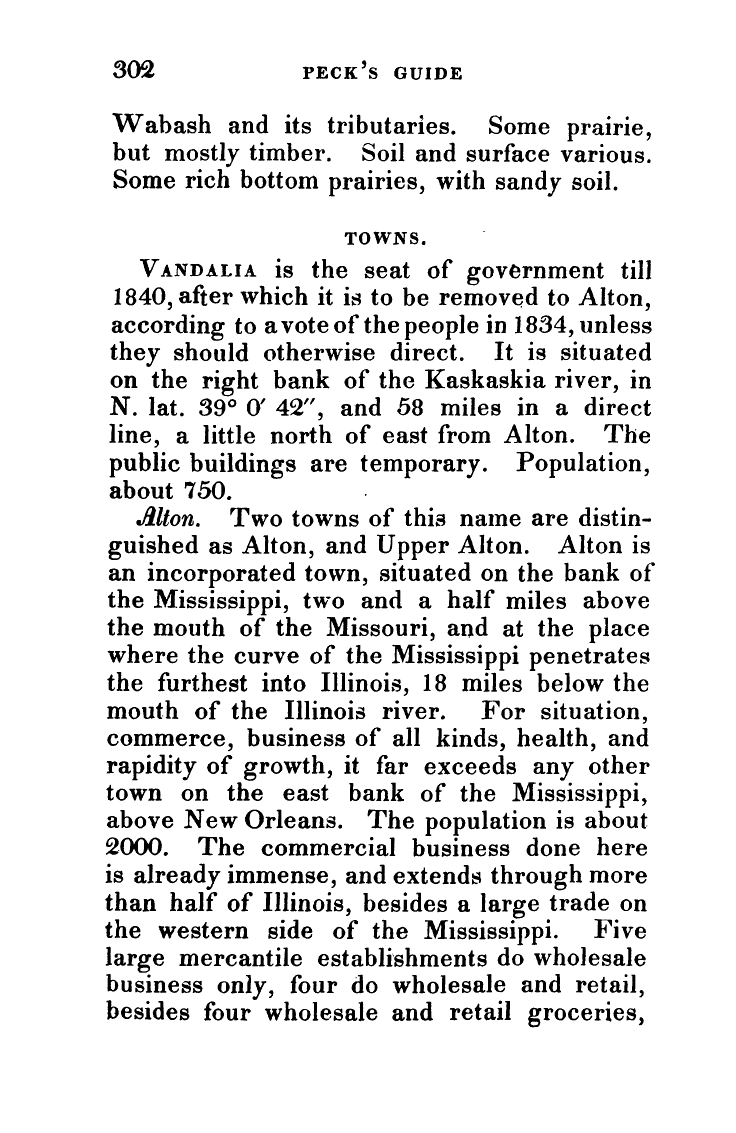 302 PECK'S GUIDE
Wabash and its tributaries. Some prairie,
but mostly timber. Soil and surface various.
Some rich bottom prairies, with sandy soil.
TOWNS.
VANDALIA is the seat of government till
1840, after which it is to be removed to Alton,
according to a vote of the people in 1834, unless
they should otherwise direct. It is situated
on the right bank of the Kaskaskia river, in
N. lat. 39° 0′ 42″, and 58 miles in a direct
line, a little north of east from Alton. The
public buildings are temporary. Population,
about 750.
Alton. Two towns of this name are distin-
guished as Alton, and Upper Alton. Alton is
an incorporated town, situated on the bank of
the Mississippi, two and a half miles above
the mouth of the Missouri, and at the place
where the curve of the Mississippi penetrates
the furthest into Illinois, 18 miles below the
mouth of the Illinois river. For situation,
commerce, business of all kinds, health, and
rapidity of growth, it far exceeds any other
town on the east bank of the Mississippi,
above New Orleans. The population is about
2000. The commercial business done here
is already immense, and extends through more
than half of Illinois, besides a large trade on
the western side of the Mississippi. Five
large mercantile establishments do wholesale
business only, four do wholesale and retail,
besides four wholesale and retail groceries,